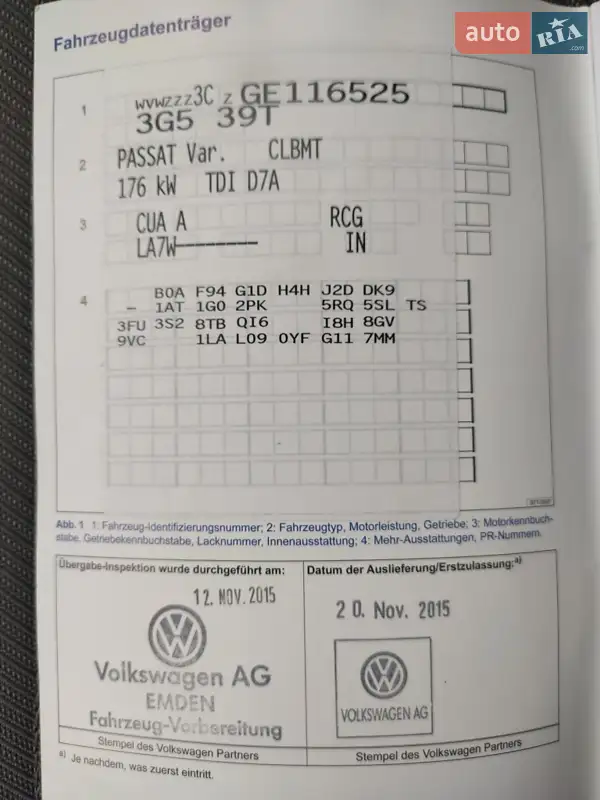 Fahrzeugdatenträger
auto RIA .com
1 WVWZZZ3C Z GE116525
3G5 39T
2 PASSAT Var. CLBMT
176 kW TDI D7A
3 CUA A RCG
LA7W-------- IN
4 B0A F94 G1D H4H J2D DK9
- 1AT 1G0 2PK 5RQ 5SL TS
3FU 3S2 8TB QI6 I8H 8GV
9VC 1LA L09 0YF G11 7MM
Abb. 1 1: Fahrzeug-Identifizierungsnummer; 2: Fahrzeugtyp, Motorleistung, Getriebe; 3: Motorkennbuch-
stabe, Getriebekennbuchstabe, Lacknummer, Innenausstattung; 4: Mehr-Ausstattungen, PR-Nummern.
Übergabe-Inspektion wurde durchgeführt am:
12. NOV. 2015
Volkswagen AG
EMDEN
Fahrzeug-Vorbereitung
Stempel des Volkswagen Partners
Datum der Auslieferung/Erstzulassung:a)
20. Nov. 2015
VOLKSWAGEN AG
Stempel des Volkswagen Partners
a) Je nachdem, was zuerst eintritt.